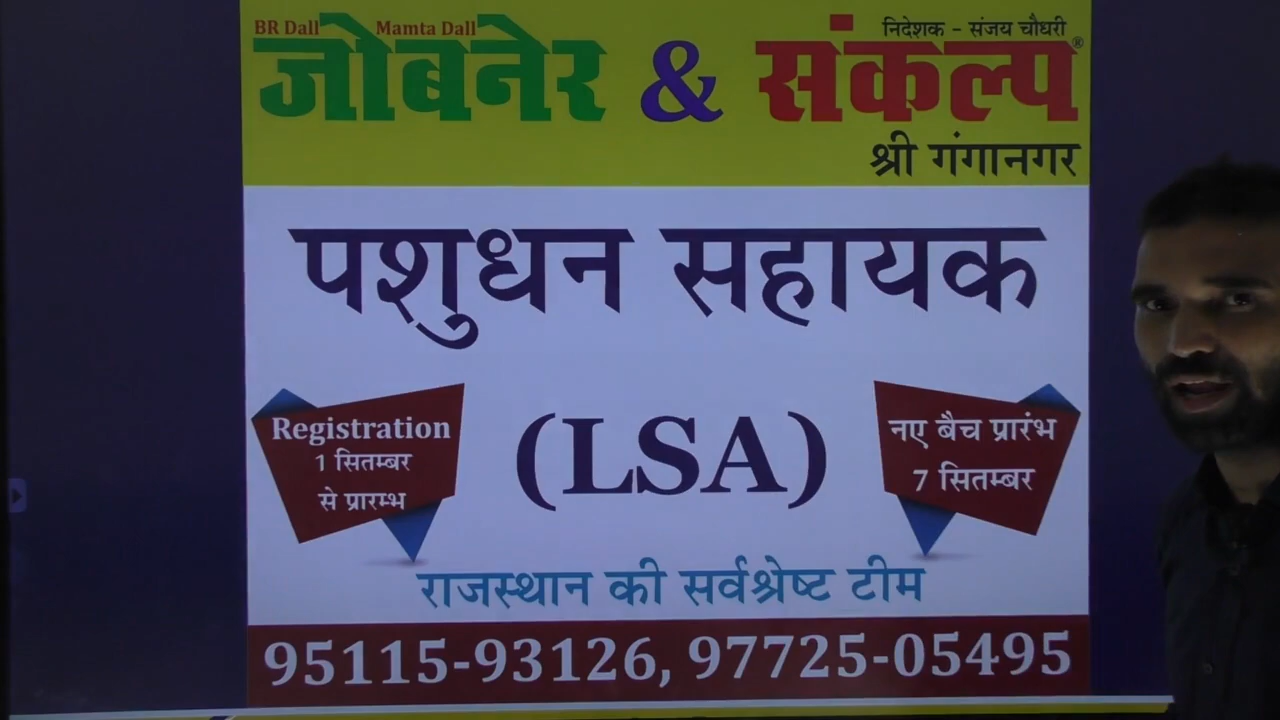 BR Dall Mamta Dall निदेशक - संजय चौधरी
जोबनेर & संकल्प®
श्री गंगानगर
पशुधन सहायक
(LSA)
Registration
1 सितम्बर
से प्रारम्भ
नए बैच प्रारंभ
7 सितम्बर
राजस्थान की सर्वश्रेष्ट टीम
95115-93126, 97725-05495